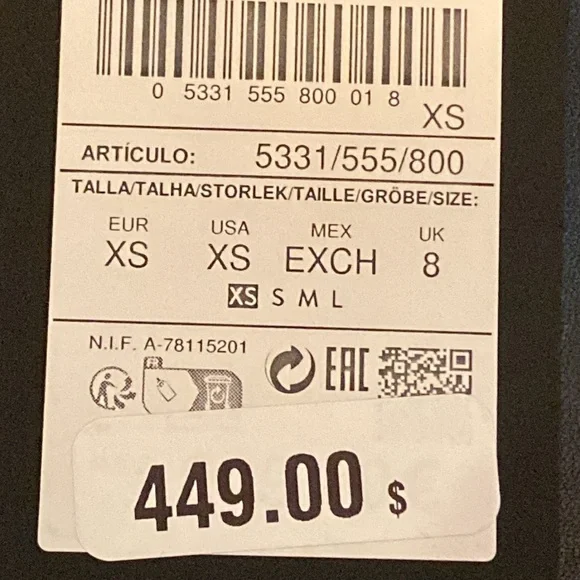 0 5331 555 800 01 8
XS
ARTÍCULO: 5331/555/800
TALLA/TALHA/STORLEK/TAILLE/GRÖBE/SIZE:
EUR USA MEX UK
XS XS EXCH 8
XS S M L
N.I.F. A-78115201
FR
EAC
449.00 $